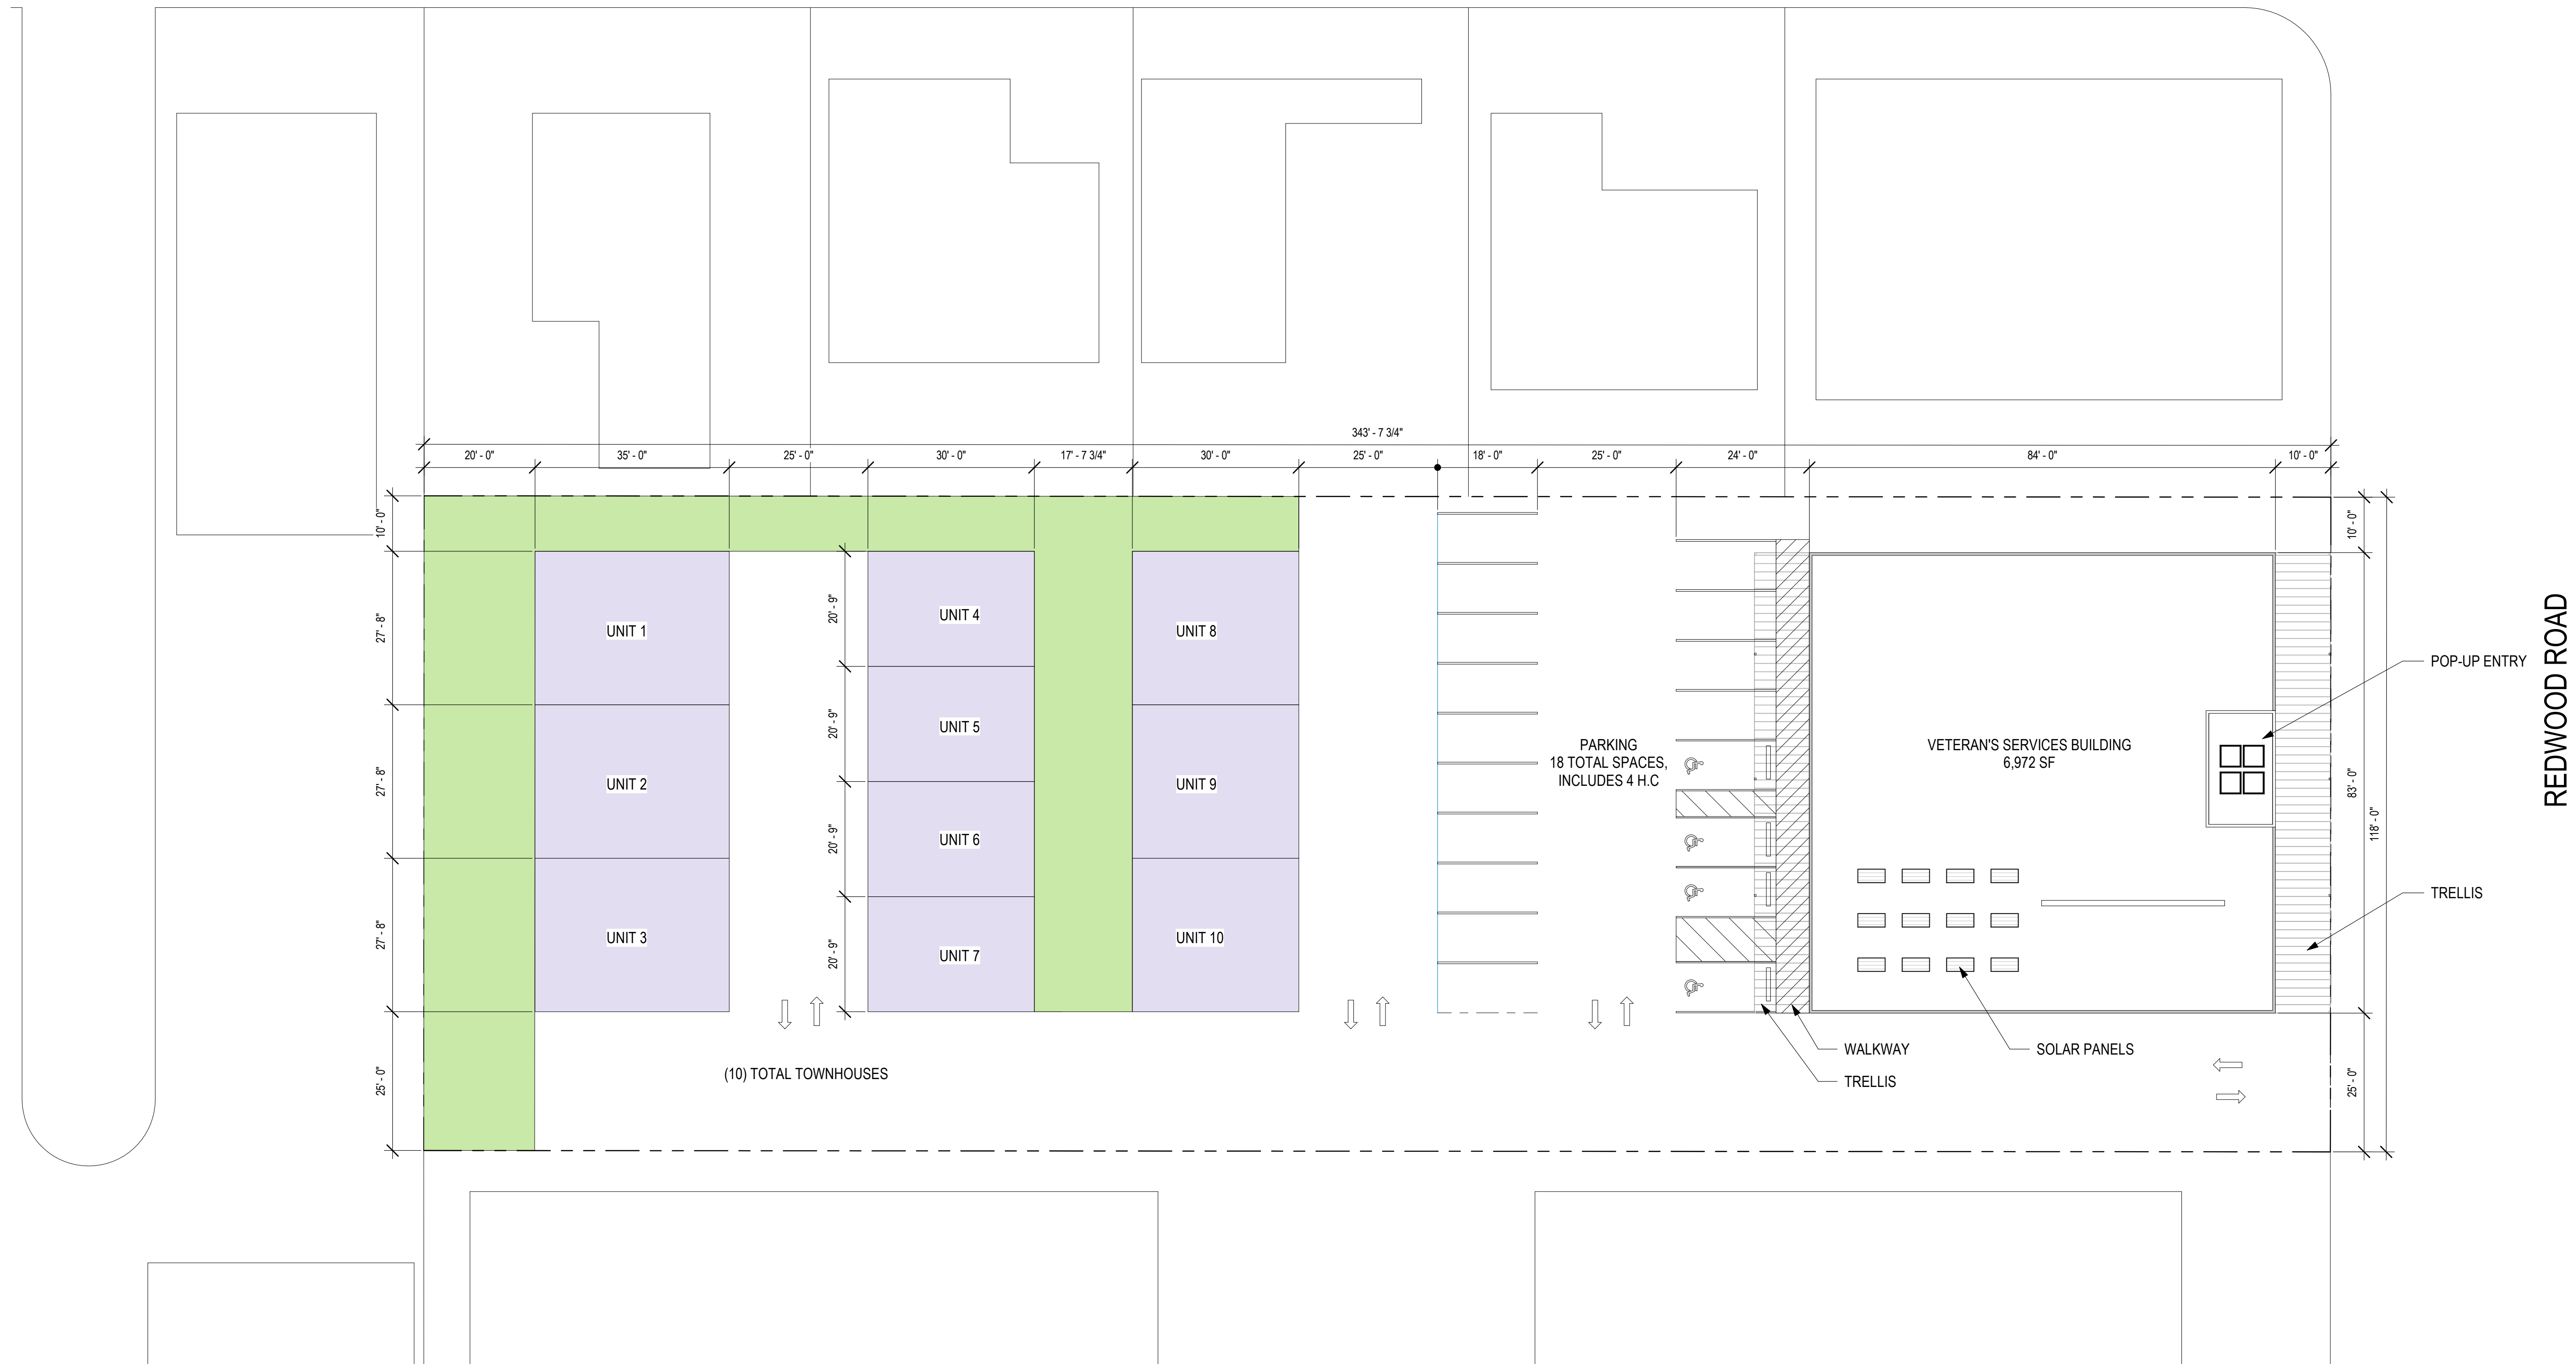 343' - 7 3/4"
20' - 0"
35' - 0"
25' - 0"
30' - 0"
17' - 7 3/4"
30' - 0"
25' - 0"
18' - 0"
25' - 0"
24' - 0"
84' - 0"
10' - 0"
10' - 0"
27' - 8"
27' - 8"
27' - 8"
25' - 0"
UNIT 1
UNIT 2
UNIT 3
20' - 9"
20' - 9"
20' - 9"
20' - 9"
UNIT 4
UNIT 5
UNIT 6
UNIT 7
UNIT 8
UNIT 9
UNIT 10
(10) TOTAL TOWNHOUSES
PARKING
18 TOTAL SPACES,
INCLUDES 4 H.C
VETERAN'S SERVICES BUILDING
6,972 SF
WALKWAY
TRELLIS
SOLAR PANELS
10' - 0"
83' - 0"
118' - 0"
25' - 0"
POP-UP ENTRY
TRELLIS
REDWOOD ROAD